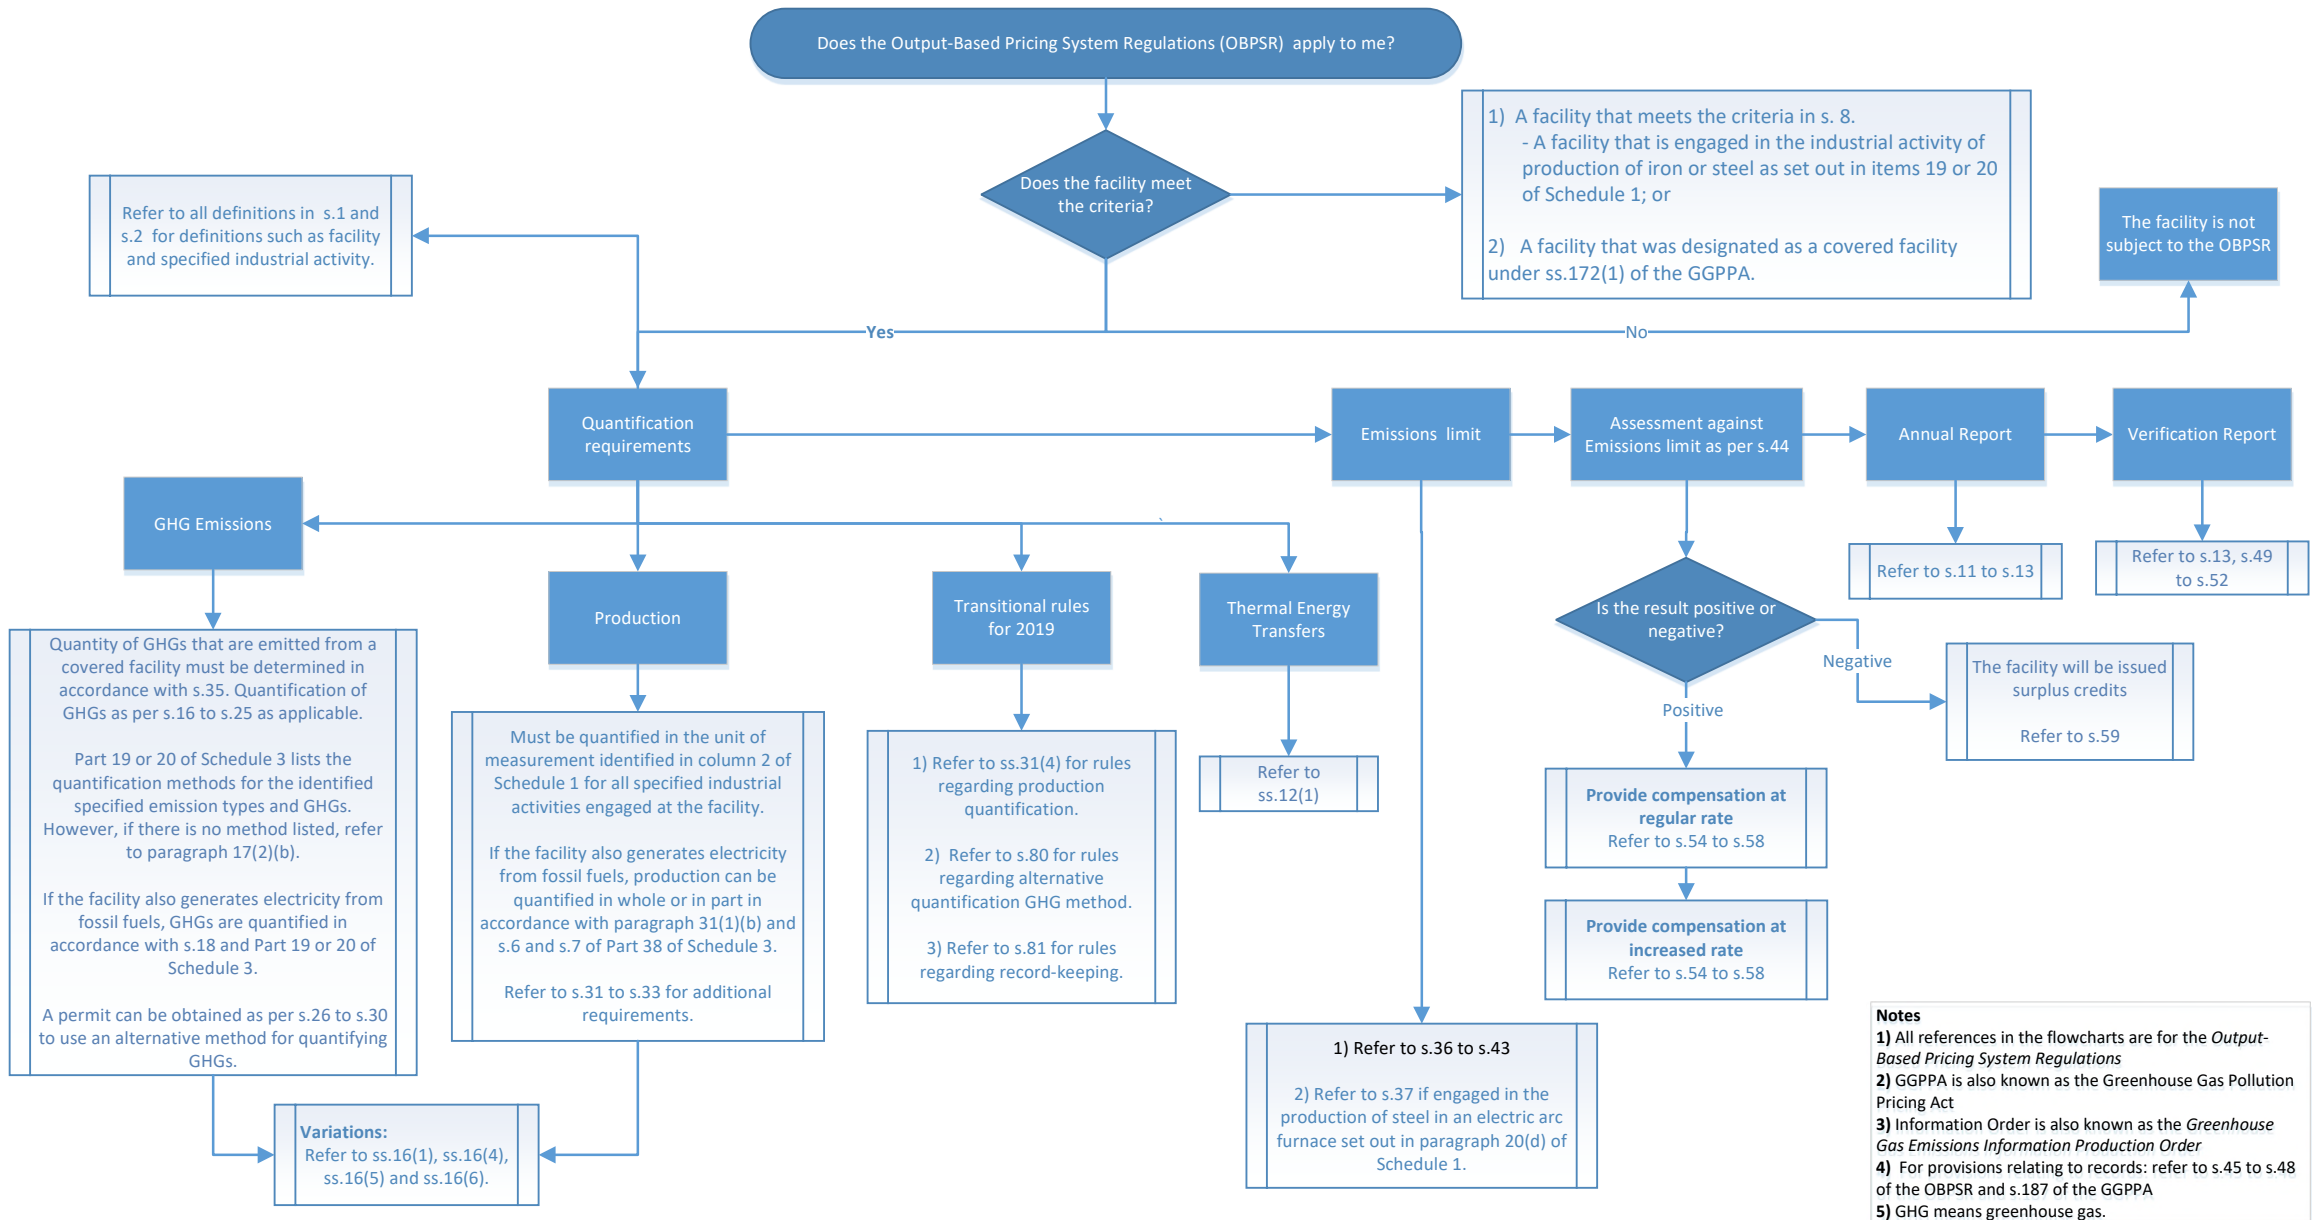 Does the Output-Based Pricing System Regulations (OBPSR) apply to me?
Does the facility meet
the criteria?
1) A facility that meets the criteria in s. 8.
- A facility that is engaged in the industrial activity of
production of iron or steel as set out in items 19 or 20
of Schedule 1; or
2) A facility that was designated as a covered facility
under ss.172(1) of the GGPPA.
The facility is not
subject to the OBPSR
Refer to all definitions in s.1 and
s.2 for definitions such as facility
and specified industrial activity.
Yes
No
Quantification
requirements
Emissions limit
Assessment against
Emissions limit as per s.44
Annual Report
Verification Report
GHG Emissions
Production
Transitional rules
for 2019
Thermal Energy
Transfers
`
Is the result positive or
negative?
Refer to s.11 to s.13
Refer to s.13, s.49
to s.52
Negative
Positive
The facility will be issued
surplus credits
Refer to s.59
Quantity of GHGs that are emitted from a
covered facility must be determined in
accordance with s.35. Quantification of
GHGs as per s.16 to s.25 as applicable.
Part 19 or 20 of Schedule 3 lists the
quantification methods for the identified
specified emission types and GHGs.
However, if there is no method listed, refer
to paragraph 17(2)(b).
If the facility also generates electricity from
fossil fuels, GHGs are quantified in
accordance with s.18 and Part 19 or 20 of
Schedule 3.
A permit can be obtained as per s.26 to s.30
to use an alternative method for quantifying
GHGs.
Must be quantified in the unit of
measurement identified in column 2 of
Schedule 1 for all specified industrial
activities engaged at the facility.
If the facility also generates electricity
from fossil fuels, production can be
quantified in whole or in part in
accordance with paragraph 31(1)(b) and
s.6 and s.7 of Part 38 of Schedule 3.
Refer to s.31 to s.33 for additional
requirements.
1) Refer to ss.31(4) for rules
regarding production
quantification.
2) Refer to s.80 for rules
regarding alternative
quantification GHG method.
3) Refer to s.81 for rules
regarding record-keeping.
Refer to
ss.12(1)
Provide compensation at
regular rate
Refer to s.54 to s.58
Provide compensation at
increased rate
Refer to s.54 to s.58
Variations:
Refer to ss.16(1), ss.16(4),
ss.16(5) and ss.16(6).
1) Refer to s.36 to s.43
2) Refer to s.37 if engaged in the
production of steel in an electric arc
furnace set out in paragraph 20(d) of
Schedule 1.
Notes
1) All references in the flowcharts are for the Output-
Based Pricing System Regulations
2) GGPPA is also known as the Greenhouse Gas Pollution
Pricing Act
3) Information Order is also known as the Greenhouse
Gas Emissions Information Production Order
4) For provisions relating to records: refer to s.45 to s.48
of the OBPSR and s.187 of the GGPPA
5) GHG means greenhouse gas.